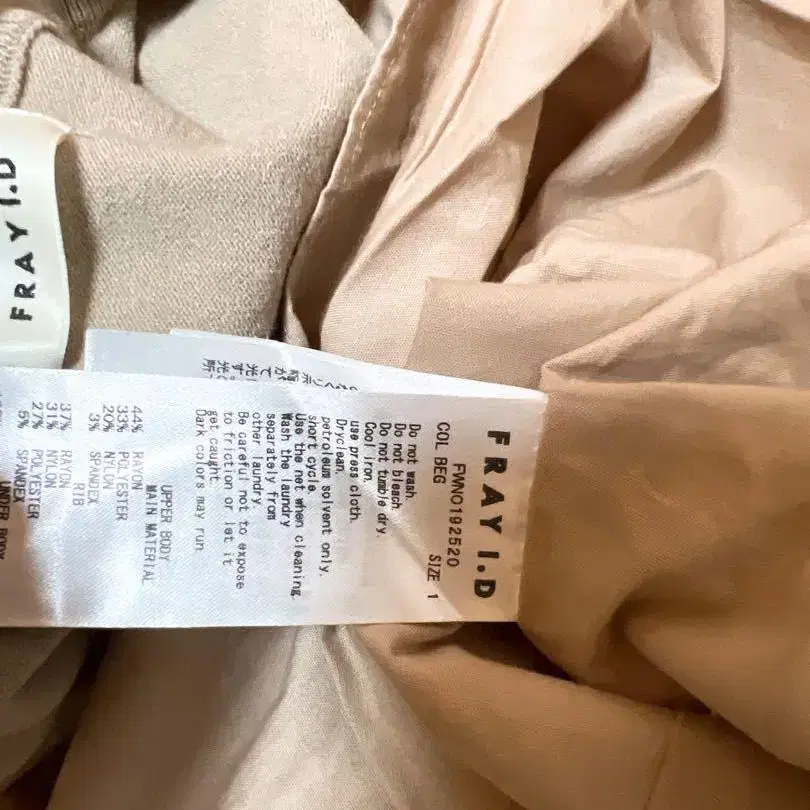 FRAY I.D
FRAY I.D
FWNO192520
COL BEG SIZE 1
Do not wash.
Do not bleach.
Do not tumble dry.
Cool iron.
use press cloth.
Dryclean.
petroleum solvent only.
short cycle.
Use the net when cleaning.
Wash the laundry
separately from
other laundry.
Be careful not to expose
to friction or let it
get caught.
Dark colors may run
UPPER BODY
MAIN MATERIAL
44% RAYON
33% POLYESTER
20% NYLON
3% SPANDEX
RIB
37% RAYON
31% NYLON
27% POLYESTER
5% SPANDEX
UNDER BODY